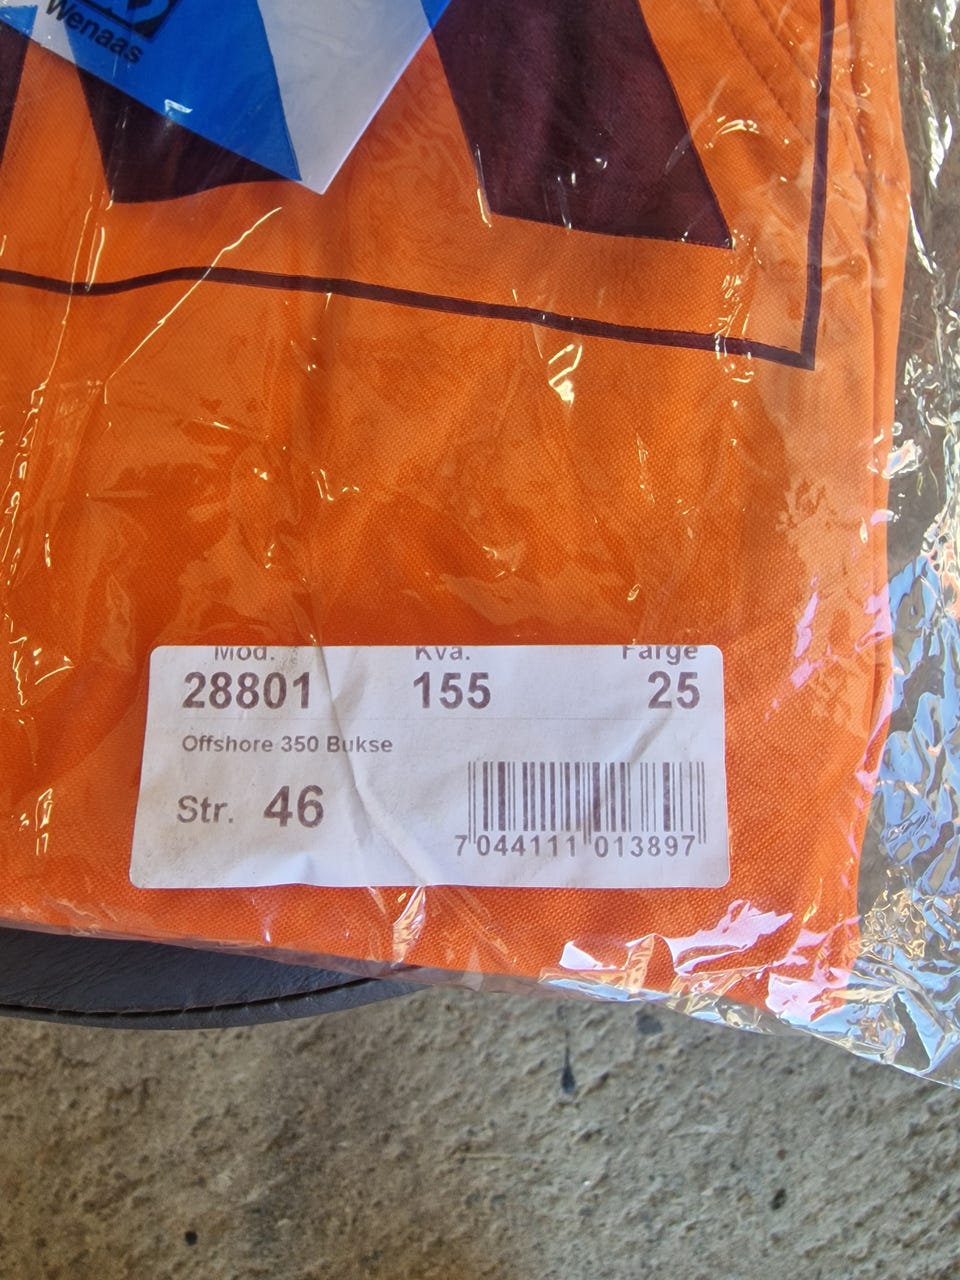 Wenaas
Mod. Kva. Farge
28801 155 25
Offshore 350 Bukse
Str. 46
7 044111 013897